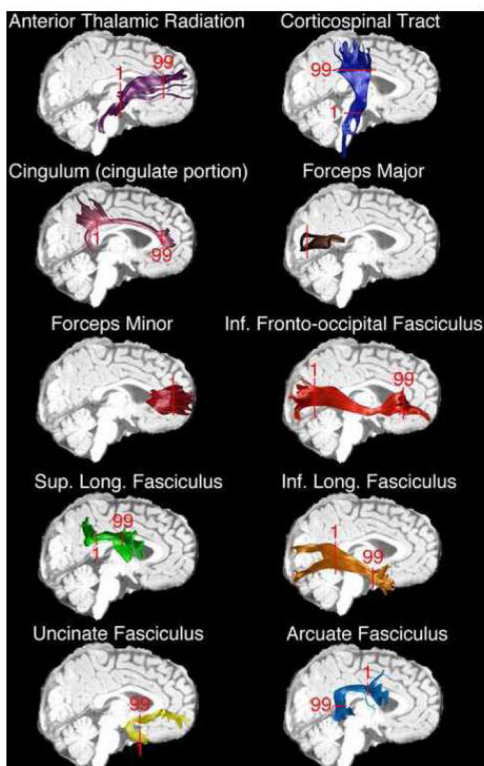 Anterior Thalamic Radiation
Corticospinal Tract
99
1
99
1
Cingulum (cingulate portion)
Forceps Major
1
99
Forceps Minor
Inf. Fronto-occipital Fasciculus
1
99
Sup. Long. Fasciculus
Inf. Long. Fasciculus
99
1
1
99
Uncinate Fasciculus
Arcuate Fasciculus
99
1
1
99